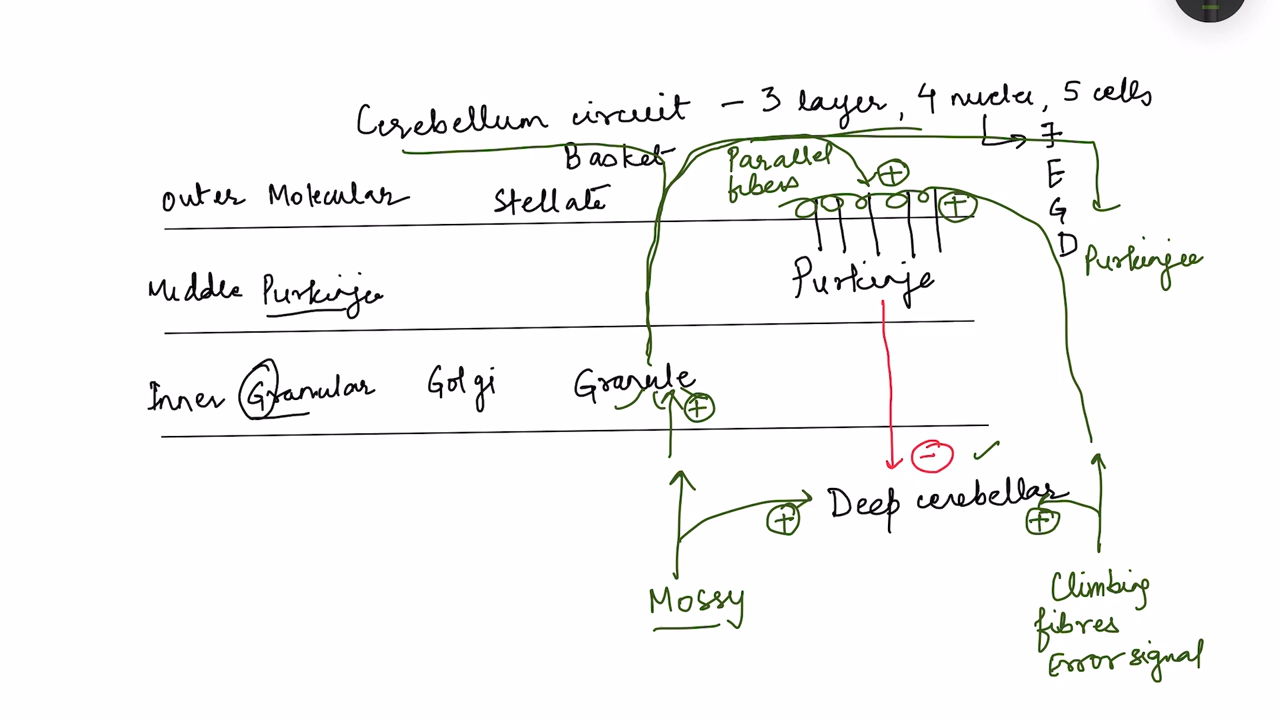 Cerebellum circuit - 3 layer, 4 nuclei, 5 cells
F
E
G
D
Basket
Outer Molecular Stellate
Parallel fibers
+
+
Purkinjee
Middle Purkinjee
Purkinje
Inner Granular Golgi Granule
+
-
Deep cerebellar
+
+
Mossy
Climbing
fibres
Error signal